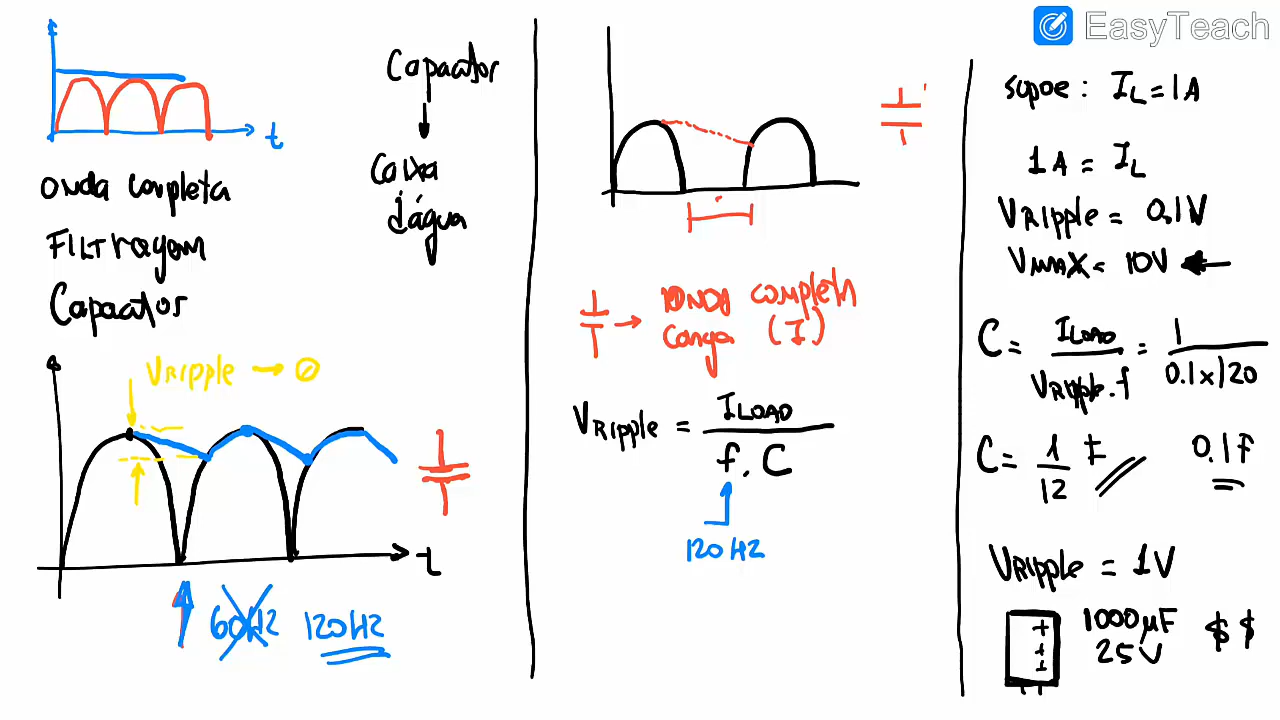 t
Onda completa
Filtragem
Capacitor
Capacitor
Caixa
d'água
VRipple → 0
t
60Hz 120Hz
Onda completa
carga (I)
VRipple = ILOAD
f. C
120 Hz
EasyTeach
supoe: IL = 1A
1A = IL
VRipple = 0.1V
VMAX = 10V
C = ILOAD = 1
VRipple.f 0.1x120
C = 1 F 0.1F
12
VRipple = 1V
1000µF $ $
25V
+